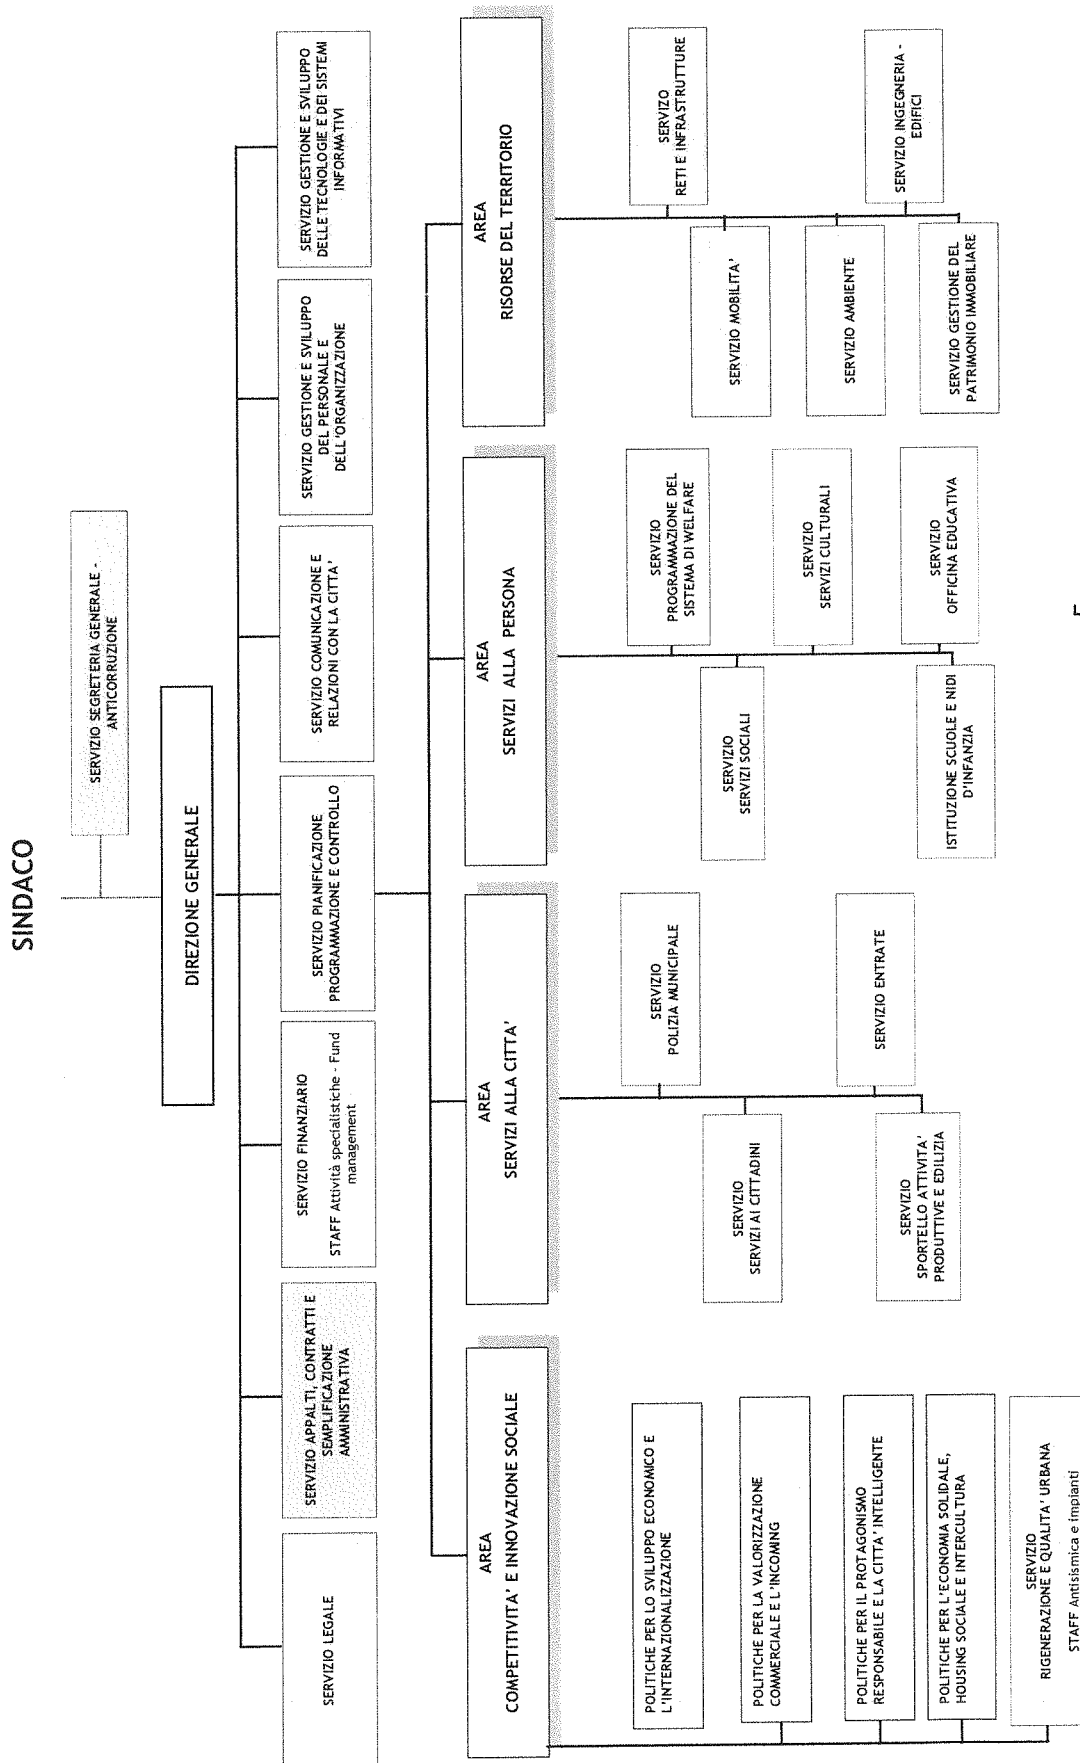 SINDACO
SERVIZIO SEGRETERIA GENERALE -
ANTICORRUZIONE
DIREZIONE GENERALE
SERVIZIO LEGALE
SERVIZIO APPALTI, CONTRATTI E
SEMPLIFICAZIONE
AMMINISTRATIVA
SERVIZIO FINANZIARIO
STAFF Attività specialistiche - Fund
management
SERVIZIO PIANIFICAZIONE
PROGRAMMAZIONE E CONTROLLO
SERVIZIO COMUNICAZIONE E
RELAZIONI CON LA CITTA'
SERVIZIO GESTIONE E SVILUPPO
DEL PERSONALE E
DELL'ORGANIZZAZIONE
SERVIZIO GESTIONE E SVILUPPO
DELLE TECNOLOGIE E DEI SISTEMI
INFORMATIVI
AREA
COMPETITIVITA' E INNOVAZIONE SOCIALE
POLITICHE PER LO SVILUPPO ECONOMICO E
L'INTERNAZIONALIZZAZIONE
POLITICHE PER LA VALORIZZAZIONE
COMMERCIALE E L'INCOMING
POLITICHE PER IL PROTAGONISMO
RESPONSABILE E LA CITTA' INTELLIGENTE
POLITICHE PER L'ECONOMIA SOLIDALE,
HOUSING SOCIALE E INTERCULTURA
SERVIZIO
RIGENERAZIONE E QUALITA' URBANA
STAFF Antisismica e impianti
AREA
SERVIZI ALLA CITTA'
SERVIZIO
POLIZIA MUNICIPALE
SERVIZIO
SERVIZI AI CITTADINI
SERVIZIO ENTRATE
SERVIZIO
SPORTELLO ATTIVITA'
PRODUTTIVE E EDILIZIA
AREA
SERVIZI ALLA PERSONA
SERVIZIO
PROGRAMMAZIONE DEL
SISTEMA DI WELFARE
SERVIZIO
SERVIZI SOCIALI
SERVIZIO
SERVIZI CULTURALI
SERVIZIO
OFFICINA EDUCATIVA
ISTITUZIONE SCUOLE E NIDI
D'INFANZIA
AREA
RISORSE DEL TERRITORIO
SERVIZO
RETI E INFRASTRUTTURE
SERVIZIO MOBILITA'
SERVIZIO AMBIENTE
SERVIZIO INGEGNERIA -
EDIFICI
SERVIZIO GESTIONE DEL
PATRIMONIO IMMOBILIARE